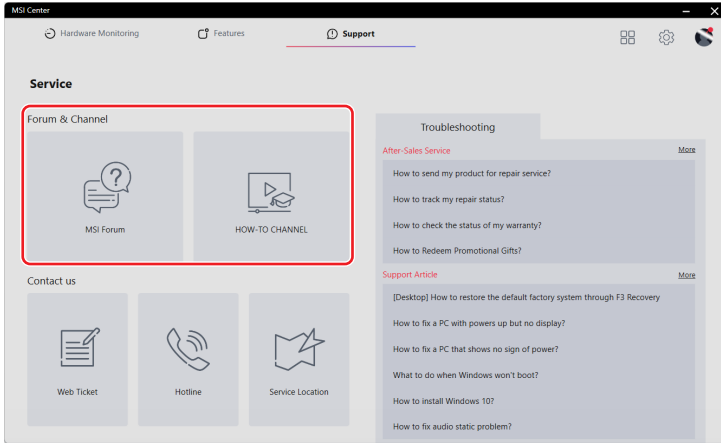 MSI Center
Hardware Monitoring
Features
Support
Service
Forum & Channel
MSI Forum
HOW-TO CHANNEL
Contact us
Web Ticket
Hotline
Service Location
Troubleshooting
After-Sales Service
More
How to send my product for repair service?
How to track my repair status?
How to check the status of my warranty?
How to Redeem Promotional Gifts?
Support Article
More
[Desktop] How to restore the default factory system through F3 Recovery
How to fix a PC with powers up but no display?
How to fix a PC that shows no sign of power?
What to do when Windows won't boot?
How to install Windows 10?
How to fix audio static problem?